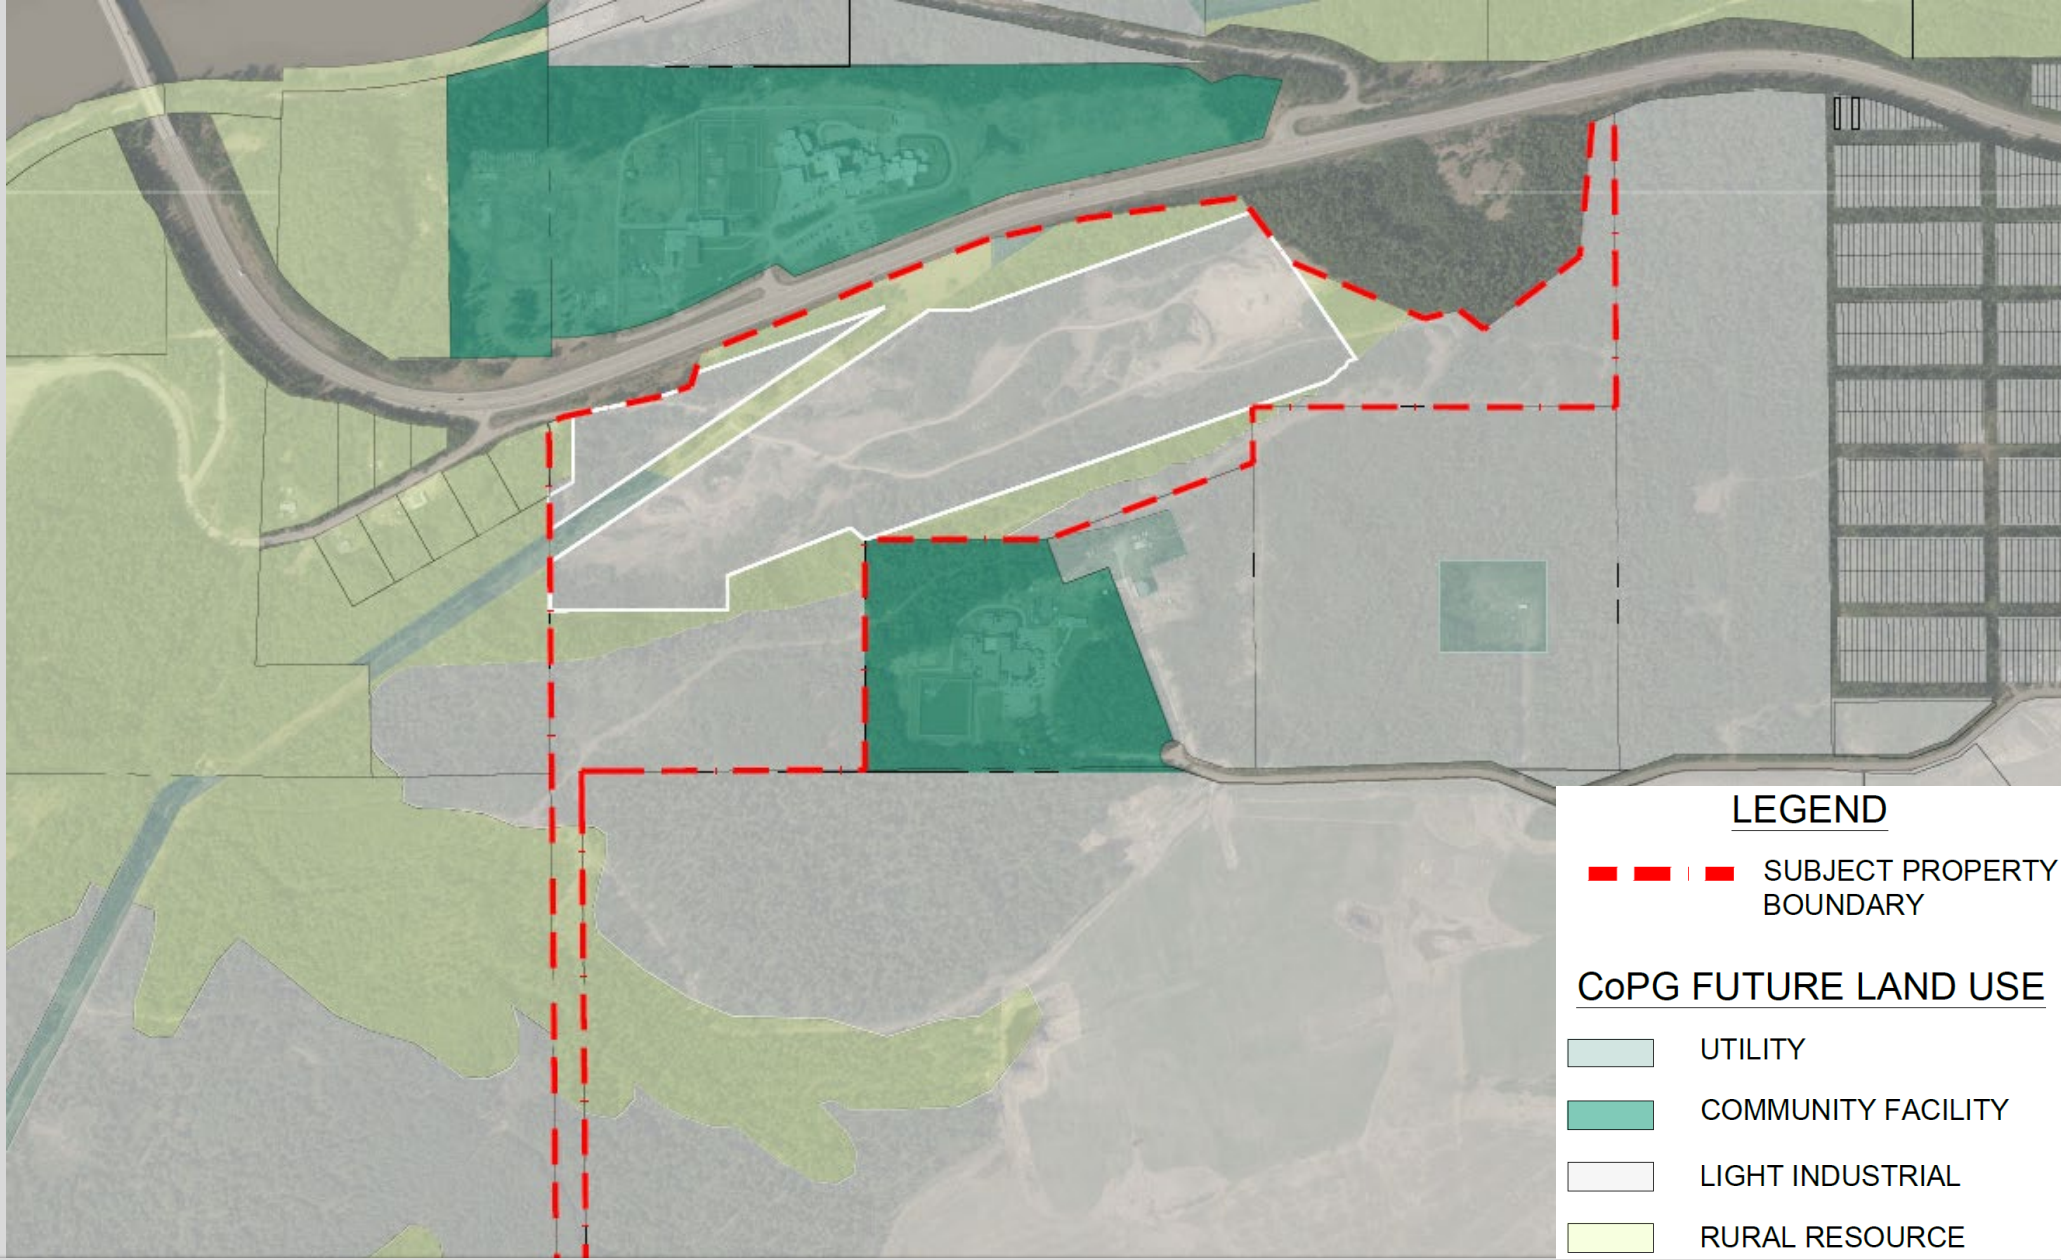 LEGEND
SUBJECT PROPERTY
BOUNDARY
CoPG FUTURE LAND USE
UTILITY
COMMUNITY FACILITY
LIGHT INDUSTRIAL
RURAL RESOURCE